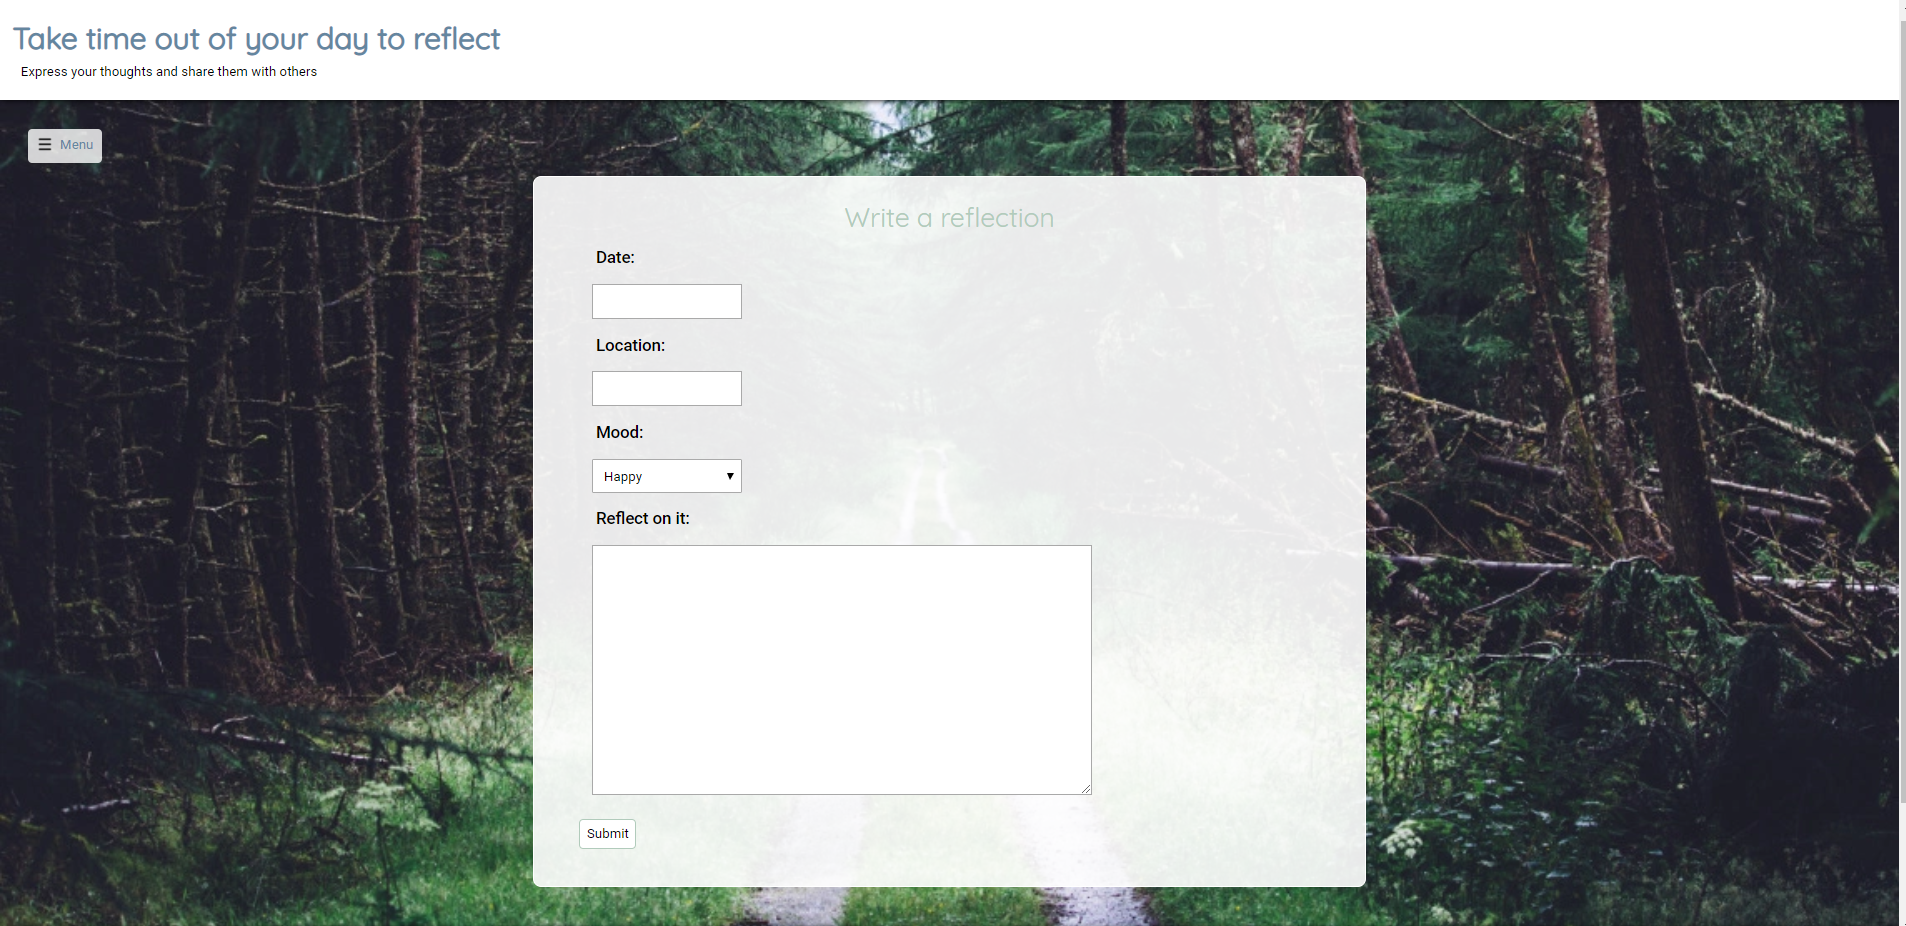 Take time out of your day to reflect
Express your thoughts and share them with others
☰ Menu
Write a reflection
Date:
Location:
Mood:
Happy
Reflect on it:
Submit